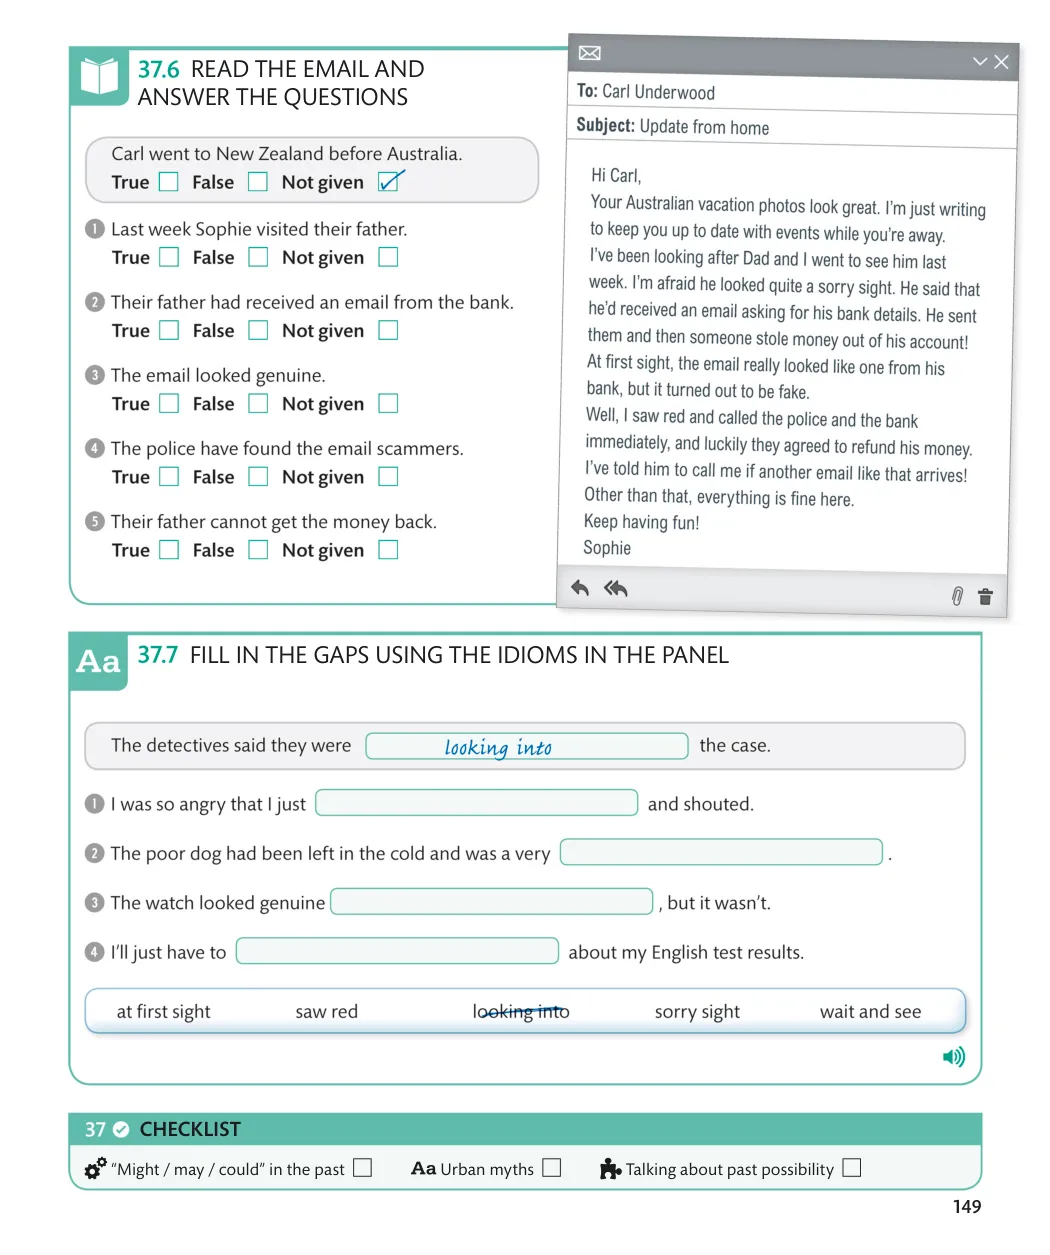 37.6 READ THE EMAIL AND
ANSWER THE QUESTIONS
Carl went to New Zealand before Australia.
True False Not given
1 Last week Sophie visited their father.
True False Not given
2 Their father had received an email from the bank.
True False Not given
3 The email looked genuine.
True False Not given
4 The police have found the email scammers.
True False Not given
5 Their father cannot get the money back.
True False Not given
To: Carl Underwood
Subject: Update from home
Hi Carl,
Your Australian vacation photos look great. I’m just writing
to keep you up to date with events while you’re away.
I’ve been looking after Dad and I went to see him last
week. I’m afraid he looked quite a sorry sight. He said that
he’d received an email asking for his bank details. He sent
them and then someone stole money out of his account!
At first sight, the email really looked like one from his
bank, but it turned out to be fake.
Well, I saw red and called the police and the bank
immediately, and luckily they agreed to refund his money.
I’ve told him to call me if another email like that arrives!
Other than that, everything is fine here.
Keep having fun!
Sophie
Aa 37.7 FILL IN THE GAPS USING THE IDIOMS IN THE PANEL
The detectives said they were looking into the case.
1 I was so angry that I just and shouted.
2 The poor dog had been left in the cold and was a very .
3 The watch looked genuine , but it wasn’t.
4 I’ll just have to about my English test results.
at first sight saw red looking into sorry sight wait and see
37 CHECKLIST
“Might / may / could” in the past Aa Urban myths Talking about past possibility
149